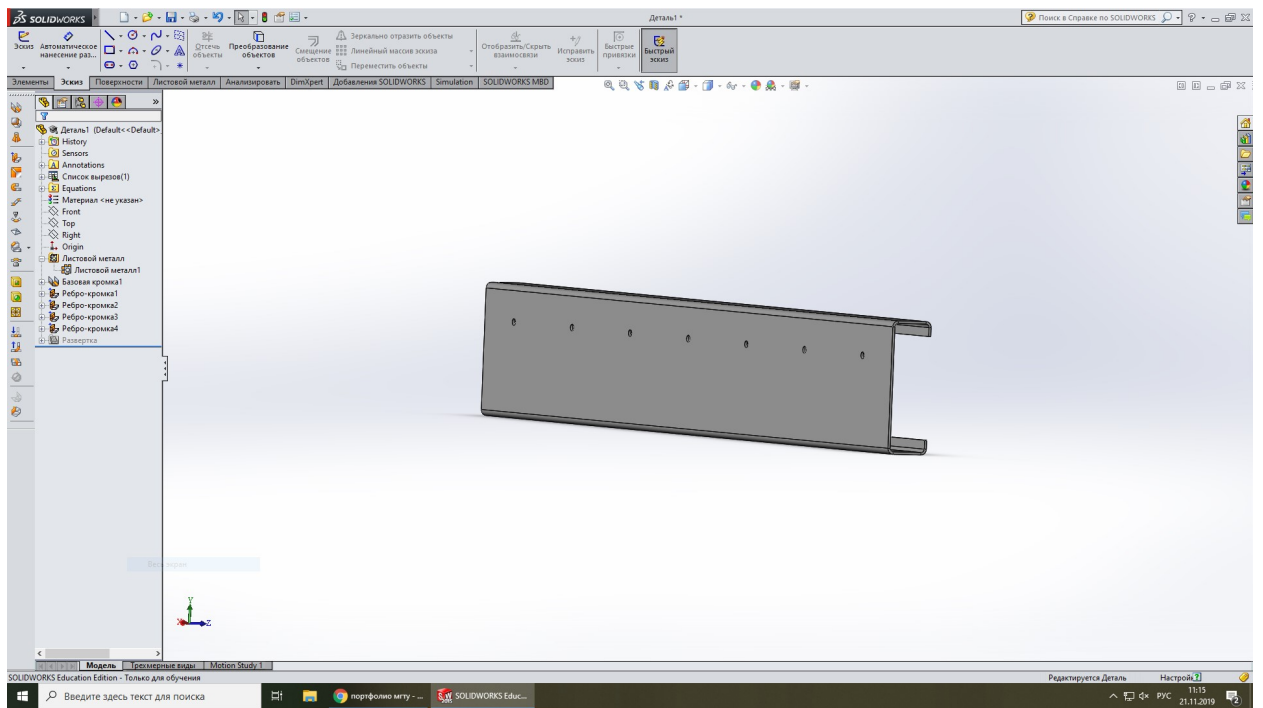 SOLIDWORKS
Деталь1 *
Поиск в Справке по SOLIDWORKS
Эскиз
Автоматическое нанесение раз...
Отсечь объекты
Преобразование объектов
Смещение объектов
Зеркально отразить объекты
Линейный массив эскиза
Переместить объекты
Отобразить/Скрыть взаимосвязи
Исправить эскиз
Быстрые привязки
Быстрый эскиз
Элементы Эскиз Поверхности Листовой металл Анализировать DimXpert Добавления SOLIDWORKS Simulation SOLIDWORKS MBD
Деталь1 (Default<<Default>
History
Sensors
Annotations
Список вырезов(1)
Equations
Материал <не указан>
Front
Top
Right
Origin
Листовой металл
Листовой металл1
Базовая кромка1
Ребро-кромка1
Ребро-кромка2
Ребро-кромка3
Ребро-кромка4
Развертка
Y
X
Z
Модель Трехмерные виды Motion Study 1
SOLIDWORKS Education Edition - Только для обучения
Редактируется Деталь
Настройк
Введите здесь текст для поиска
портфолио мгту - ...
SOLIDWORKS Educ...
РУС
11:15
21.11.2019